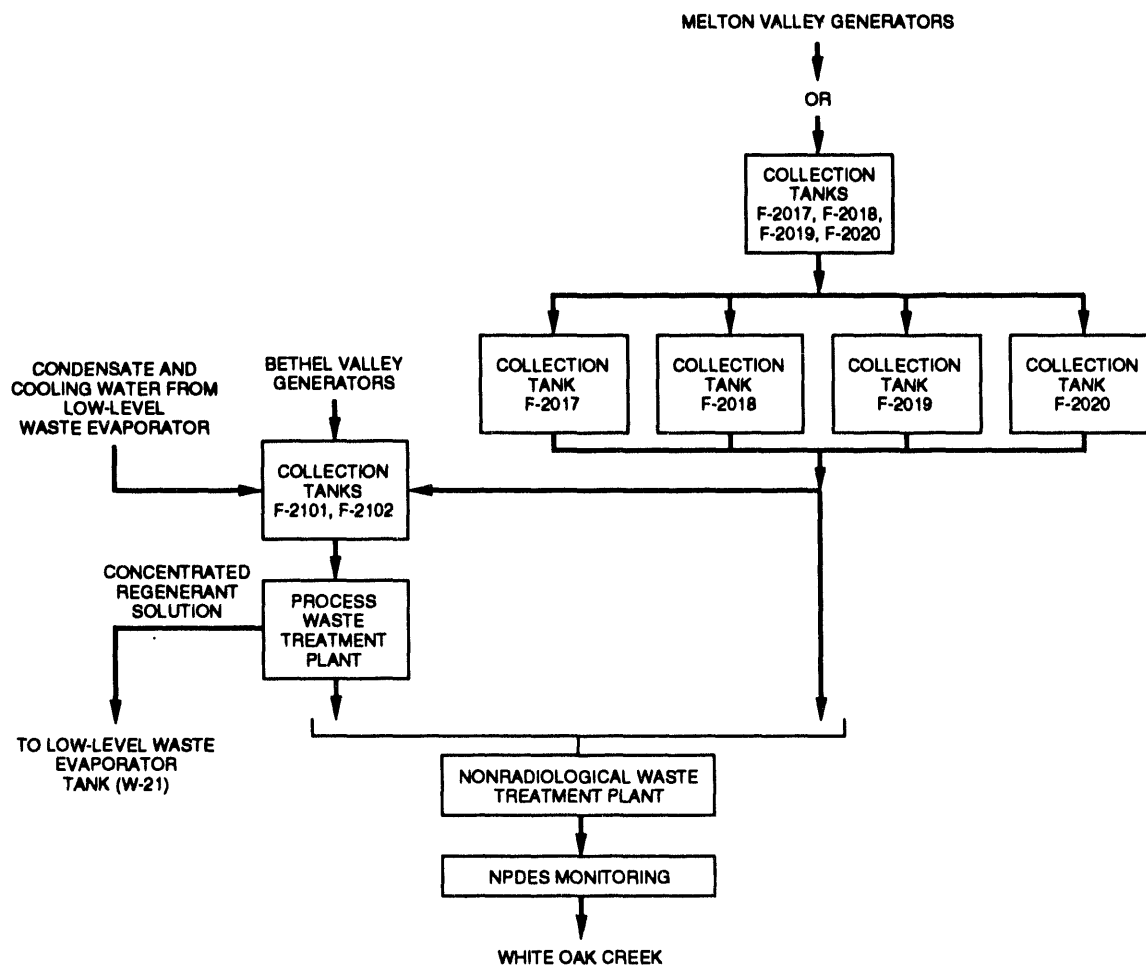 MELTON VALLEY GENERATORS
OR
COLLECTION
TANKS
F-2017, F-2018,
F-2019, F-2020
COLLECTION
TANK
F-2017
COLLECTION
TANK
F-2018
COLLECTION
TANK
F-2019
COLLECTION
TANK
F-2020
CONDENSATE AND
COOLING WATER FROM
LOW-LEVEL
WASTE EVAPORATOR
BETHEL VALLEY
GENERATORS
COLLECTION
TANKS
F-2101, F-2102
CONCENTRATED
REGENERANT
SOLUTION
PROCESS
WASTE
TREATMENT
PLANT
TO LOW-LEVEL WASTE
EVAPORATOR
TANK (W-21)
NONRADIOLOGICAL WASTE
TREATMENT PLANT
NPDES MONITORING
WHITE OAK CREEK